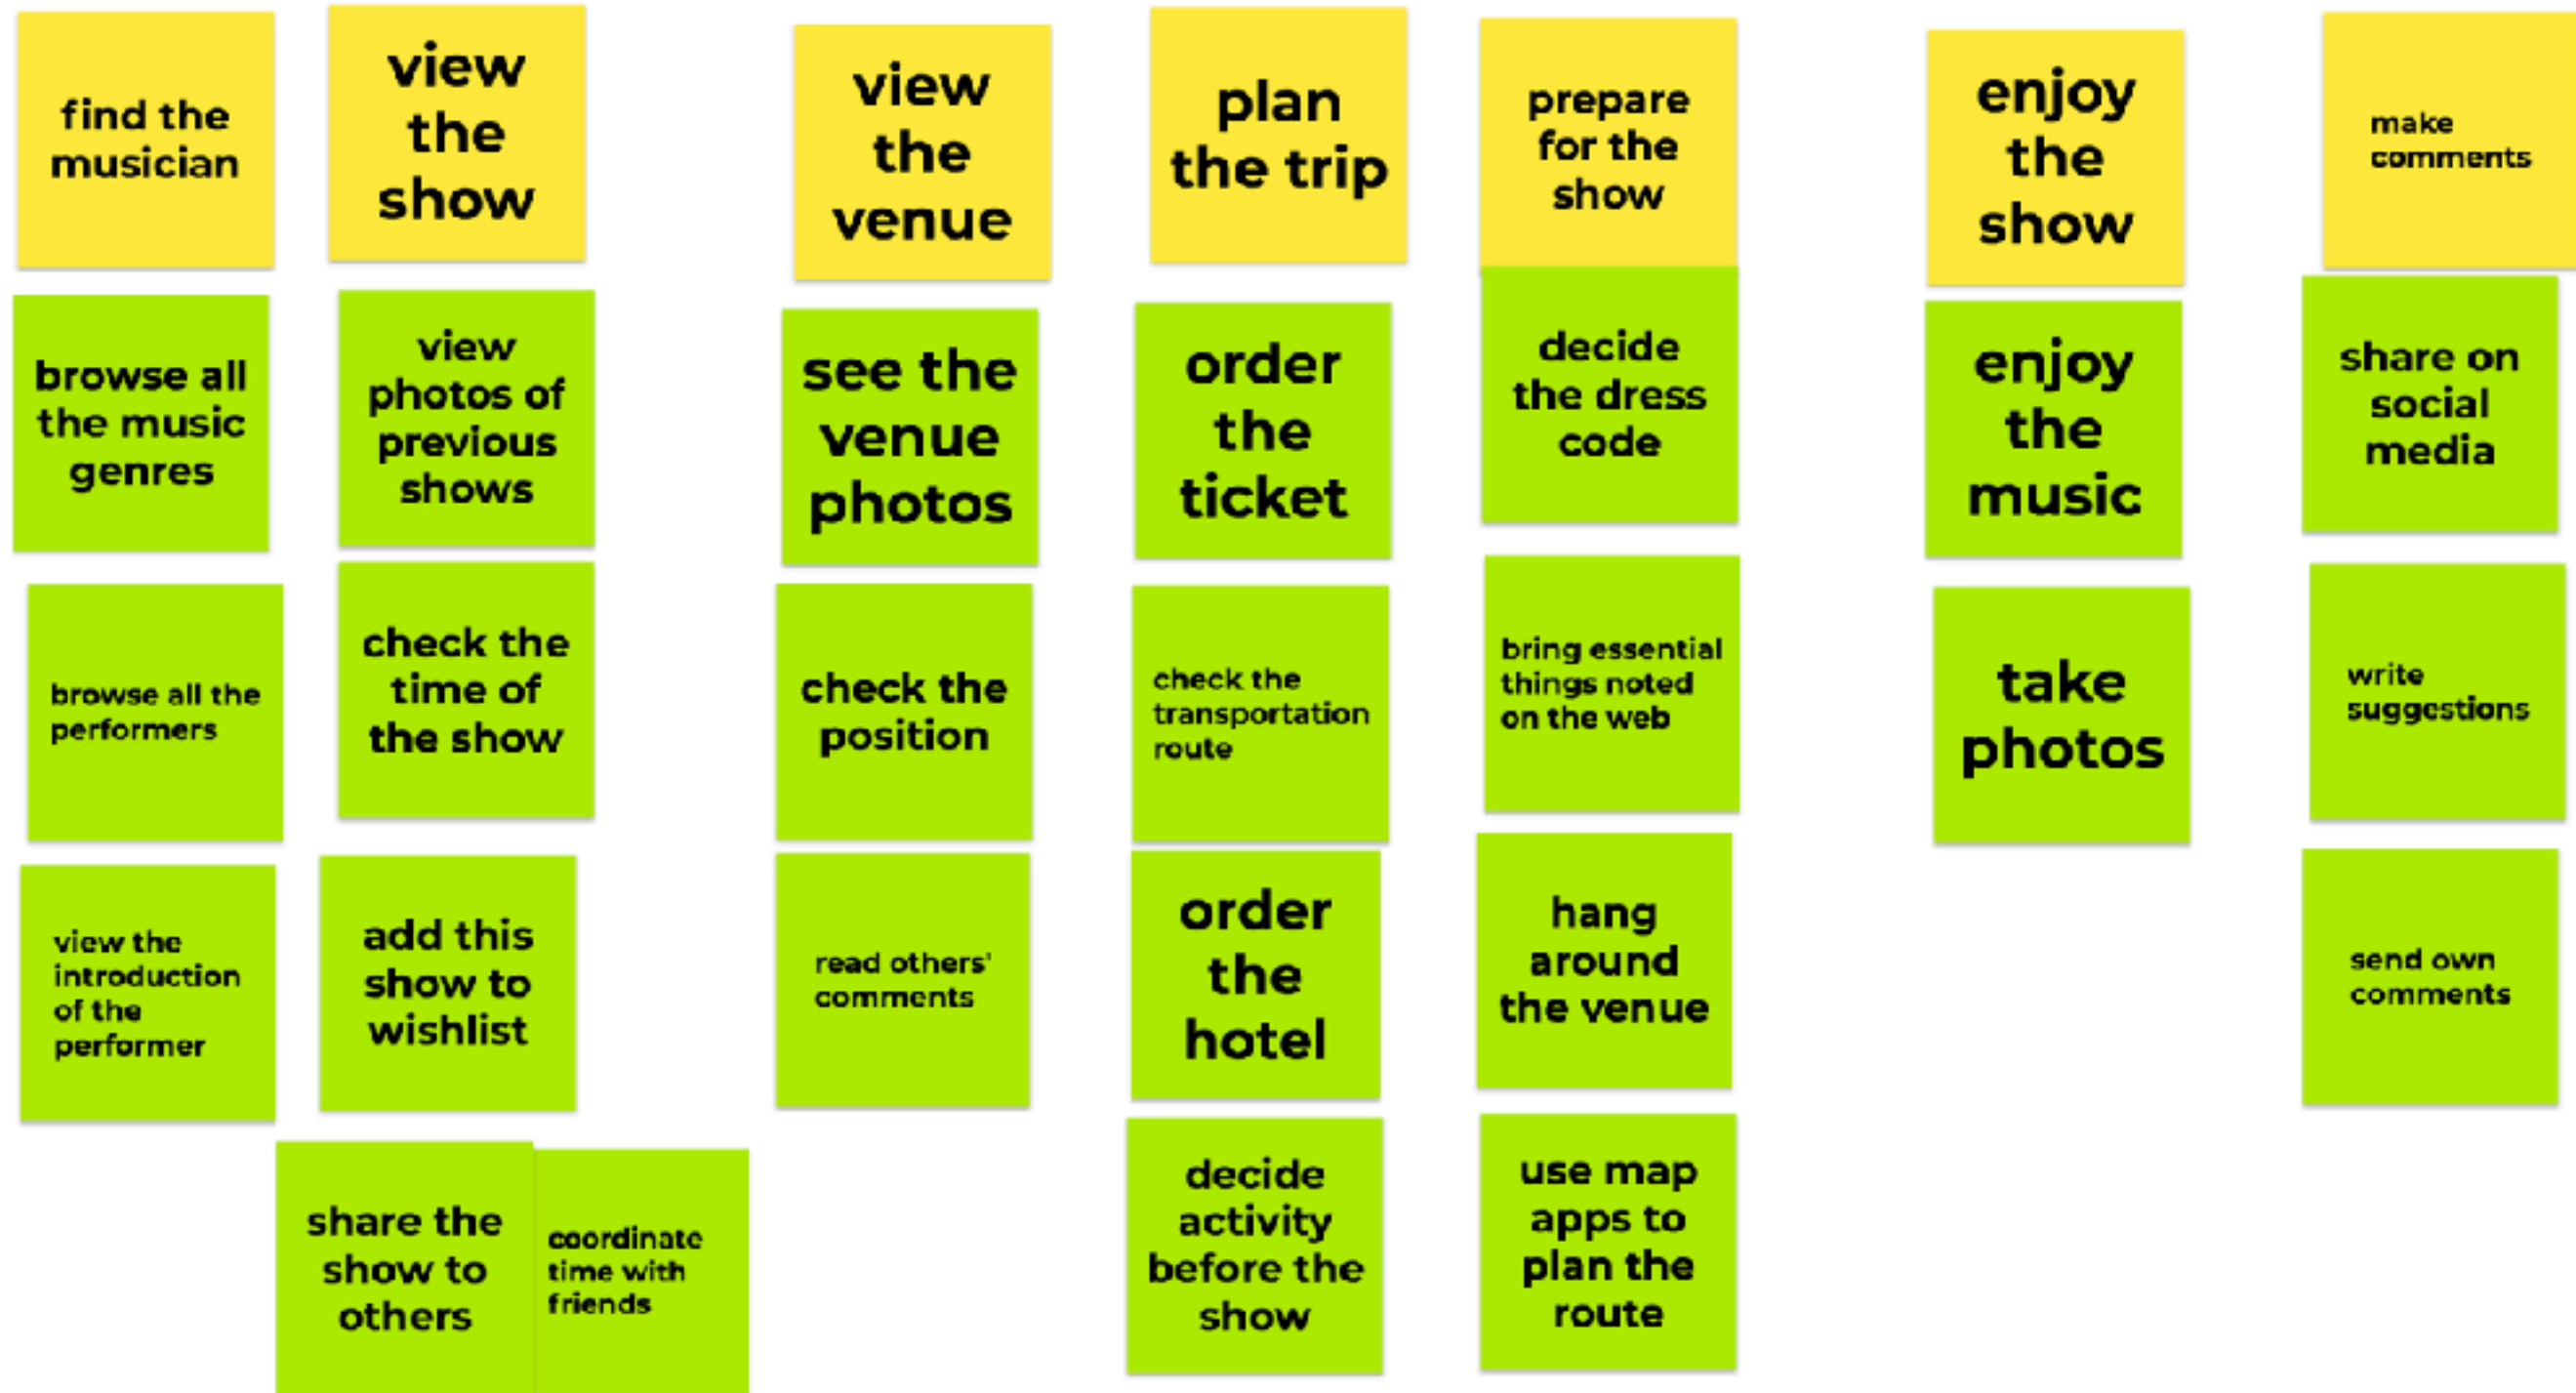 find the
musician
view
the
show
view
the
venue
plan
the trip
prepare
for the
show
enjoy
the
show
make
comments
browse all
the music
genres
view
photos of
previous
shows
see the
venue
photos
order
the
ticket
decide
the dress
code
enjoy
the
music
share on
social
media
browse all the
performers
check the
time of
the show
check the
position
check the
transportation
route
bring essential
things noted
on the web
take
photos
write
suggestions
view the
introduction
of the
performer
add this
show to
wishlist
read others'
comments
order
the
hotel
hang
around
the venue
send own
comments
share the
show to
others
coordinate
time with
friends
decide
activity
before the
show
use map
apps to
plan the
route